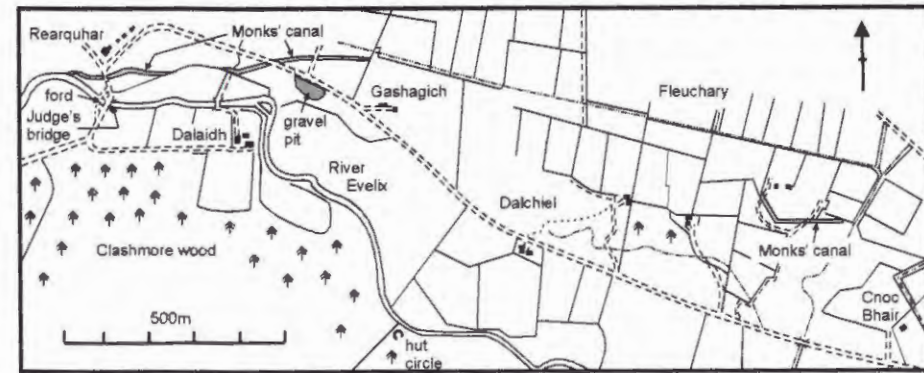 Rearquhar
Monks' canal
ford
Judge's
bridge
Dalaidh
gravel
pit
Gashagich
Fleuchary
River
Evelix
Dalchiel
Clashmore wood
Monks' canal
Cnoc
Bhair
500m
hut
circle